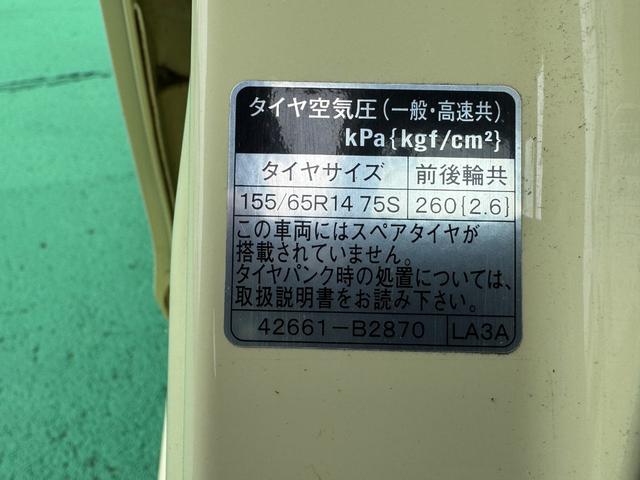 タイヤ空気圧(一般・高速共)
kPa{kgf/cm²}
タイヤサイズ 前後輪共
155/65R14 75S 260{2.6}
この車両にはスペアタイヤが
搭載されていません。
タイヤパンク時の処置については、
取扱説明書をお読み下さい。
42661-B2870 LA3A